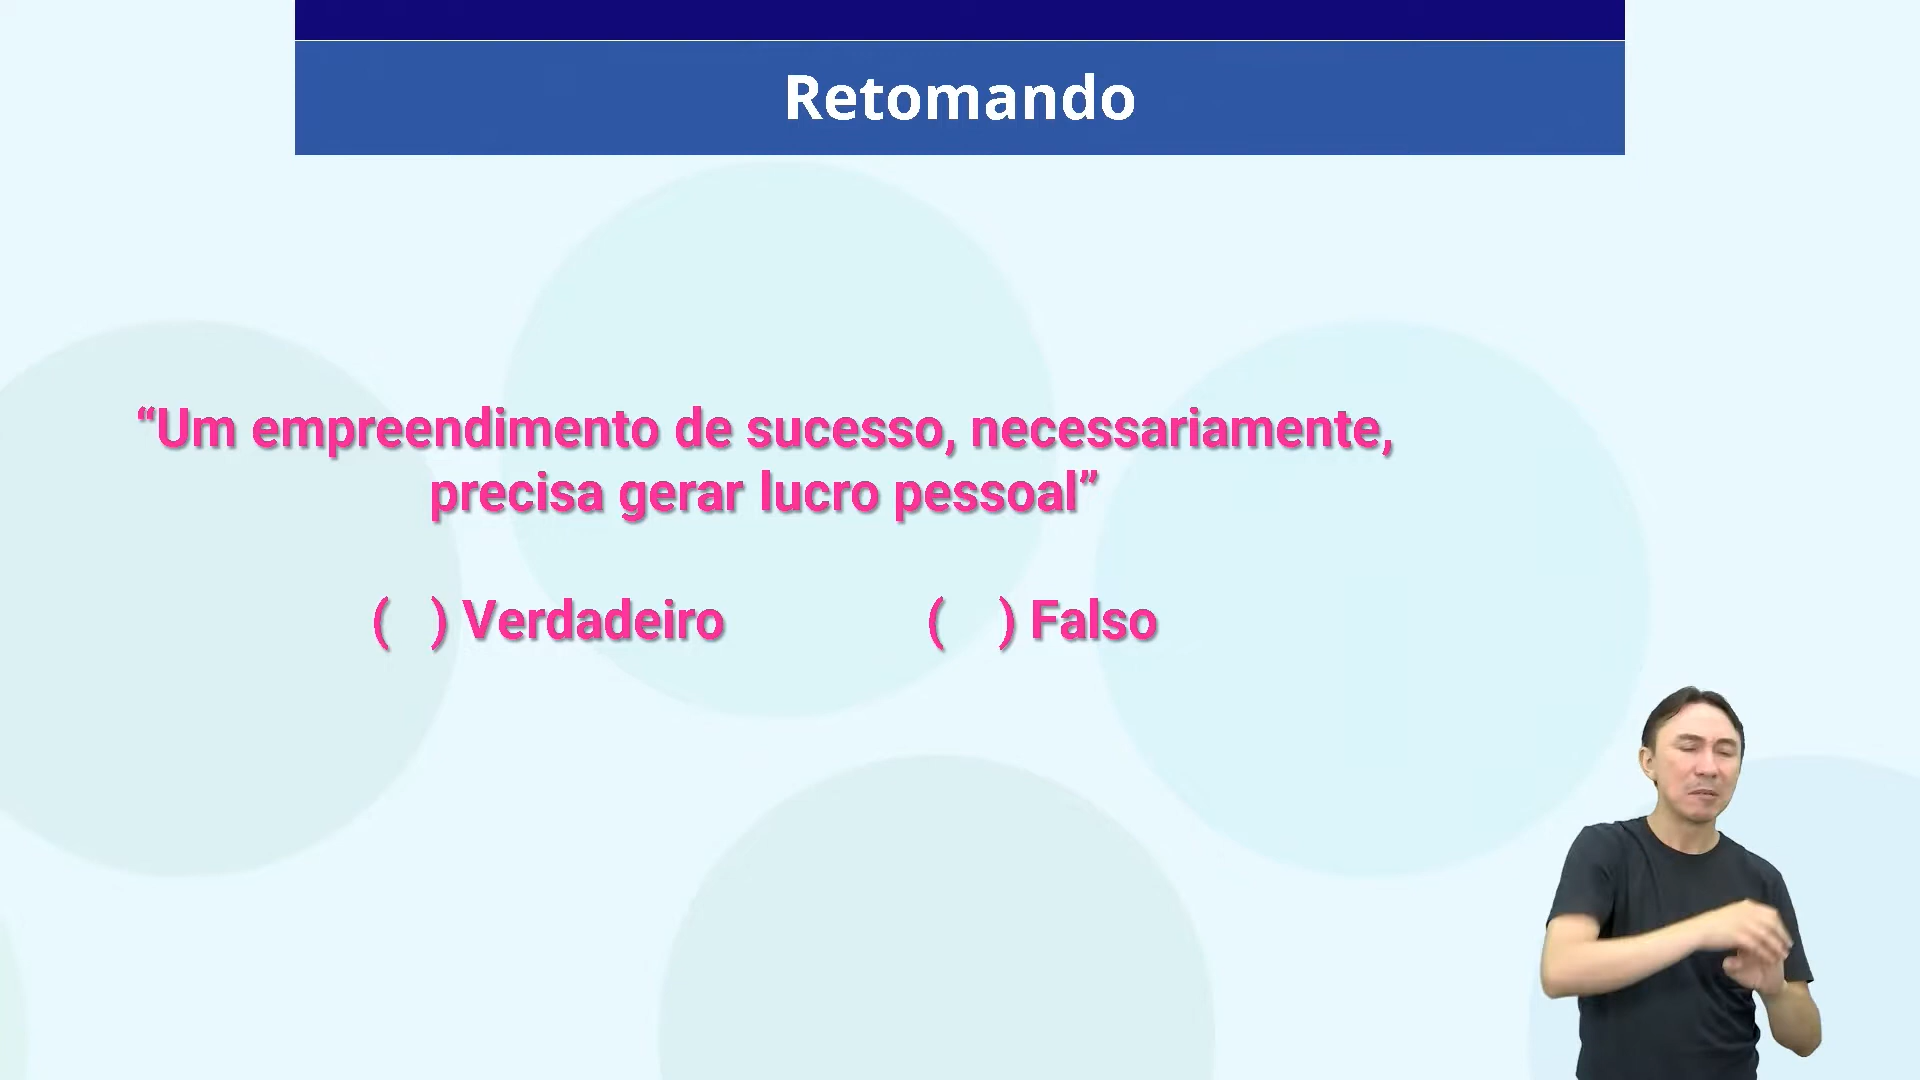 Retomando
“Um empreendimento de sucesso, necessariamente,
precisa gerar lucro pessoal”
(   ) Verdadeiro (    ) Falso